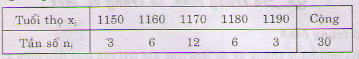 Tuổi thọ xᵢ 1150 1160 1170 1180 1190 Cộng
Tần số nᵢ 3 6 12 6 3 30